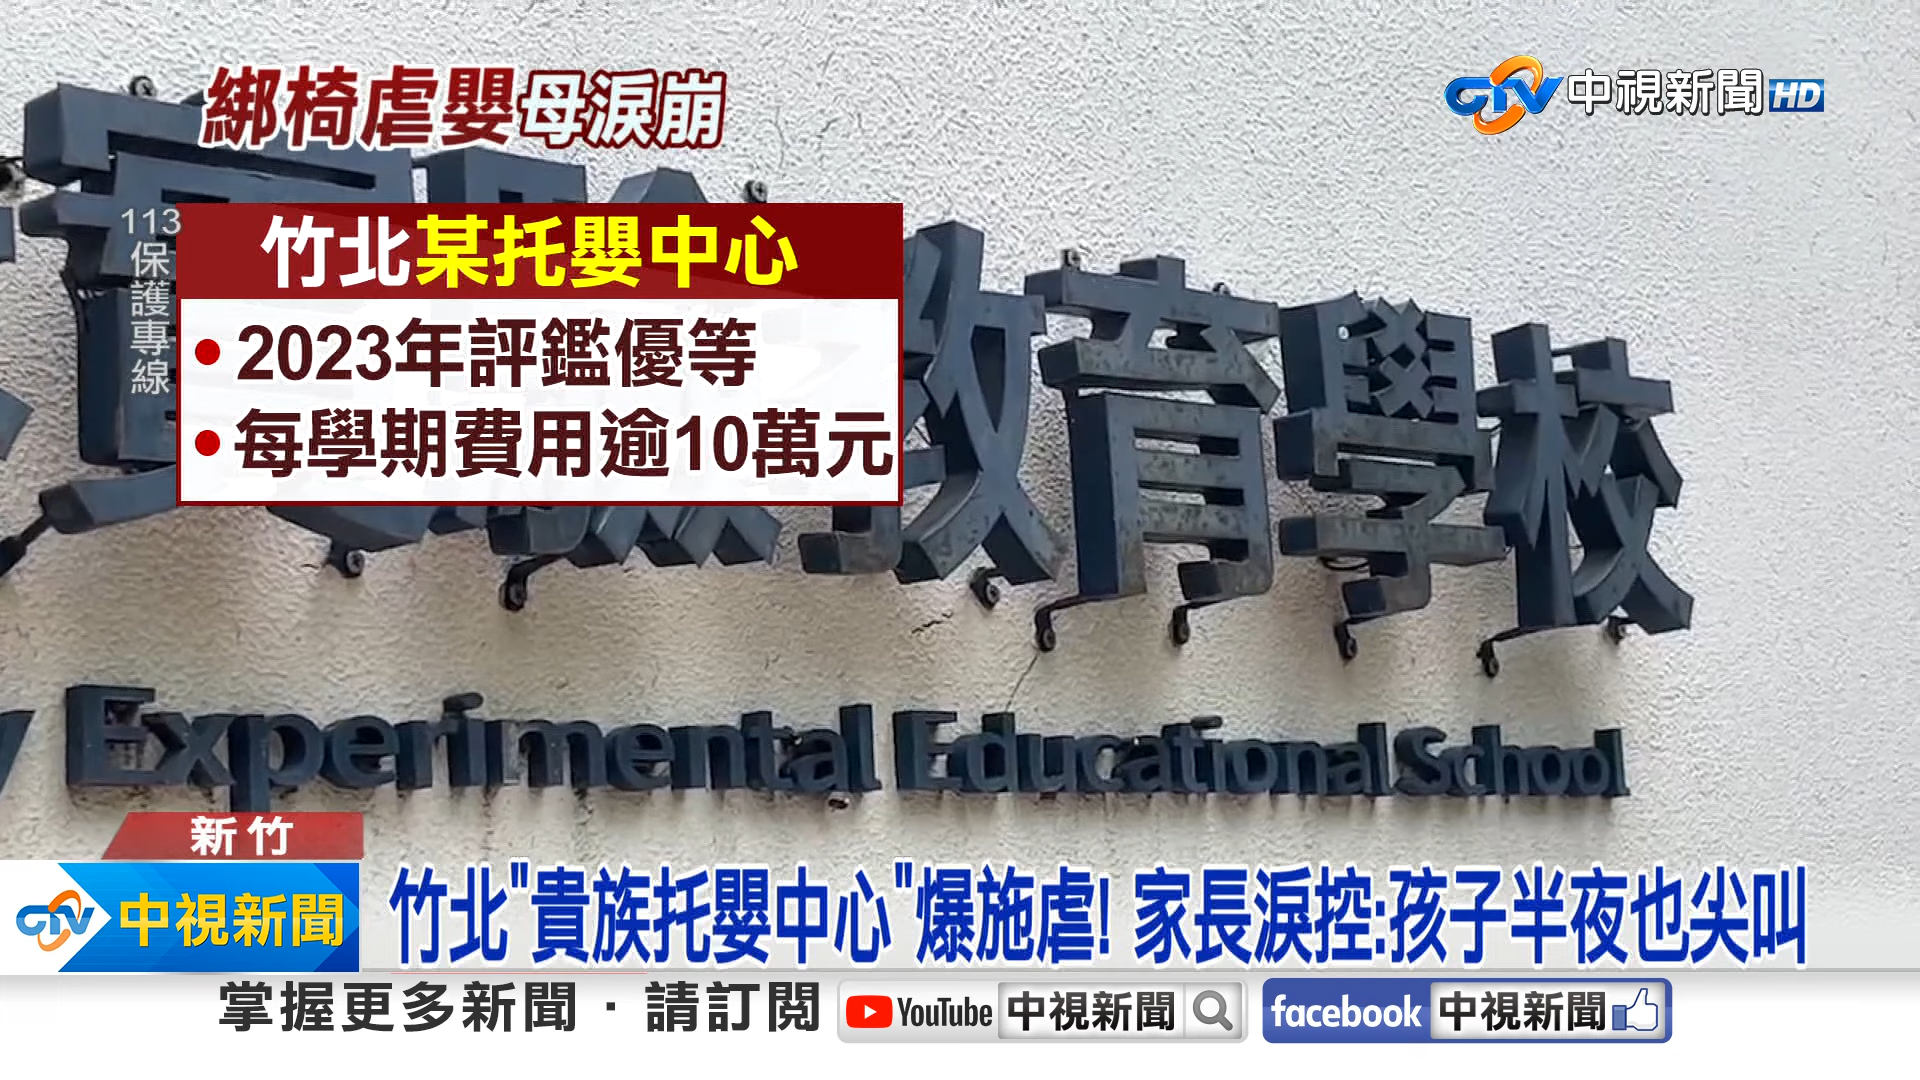 綁椅虐嬰母淚崩
CTV 中視新聞 HD
113
保護專線
竹北某托嬰中心
• 2023年評鑑優等
• 每學期費用逾10萬元
教育學校
y Experimental Educational School
新竹
CTV 中視新聞
竹北"貴族托嬰中心"爆施虐! 家長淚控:孩子半夜也尖叫
掌握更多新聞・請訂閱 YouTube 中視新聞 facebook 中視新聞